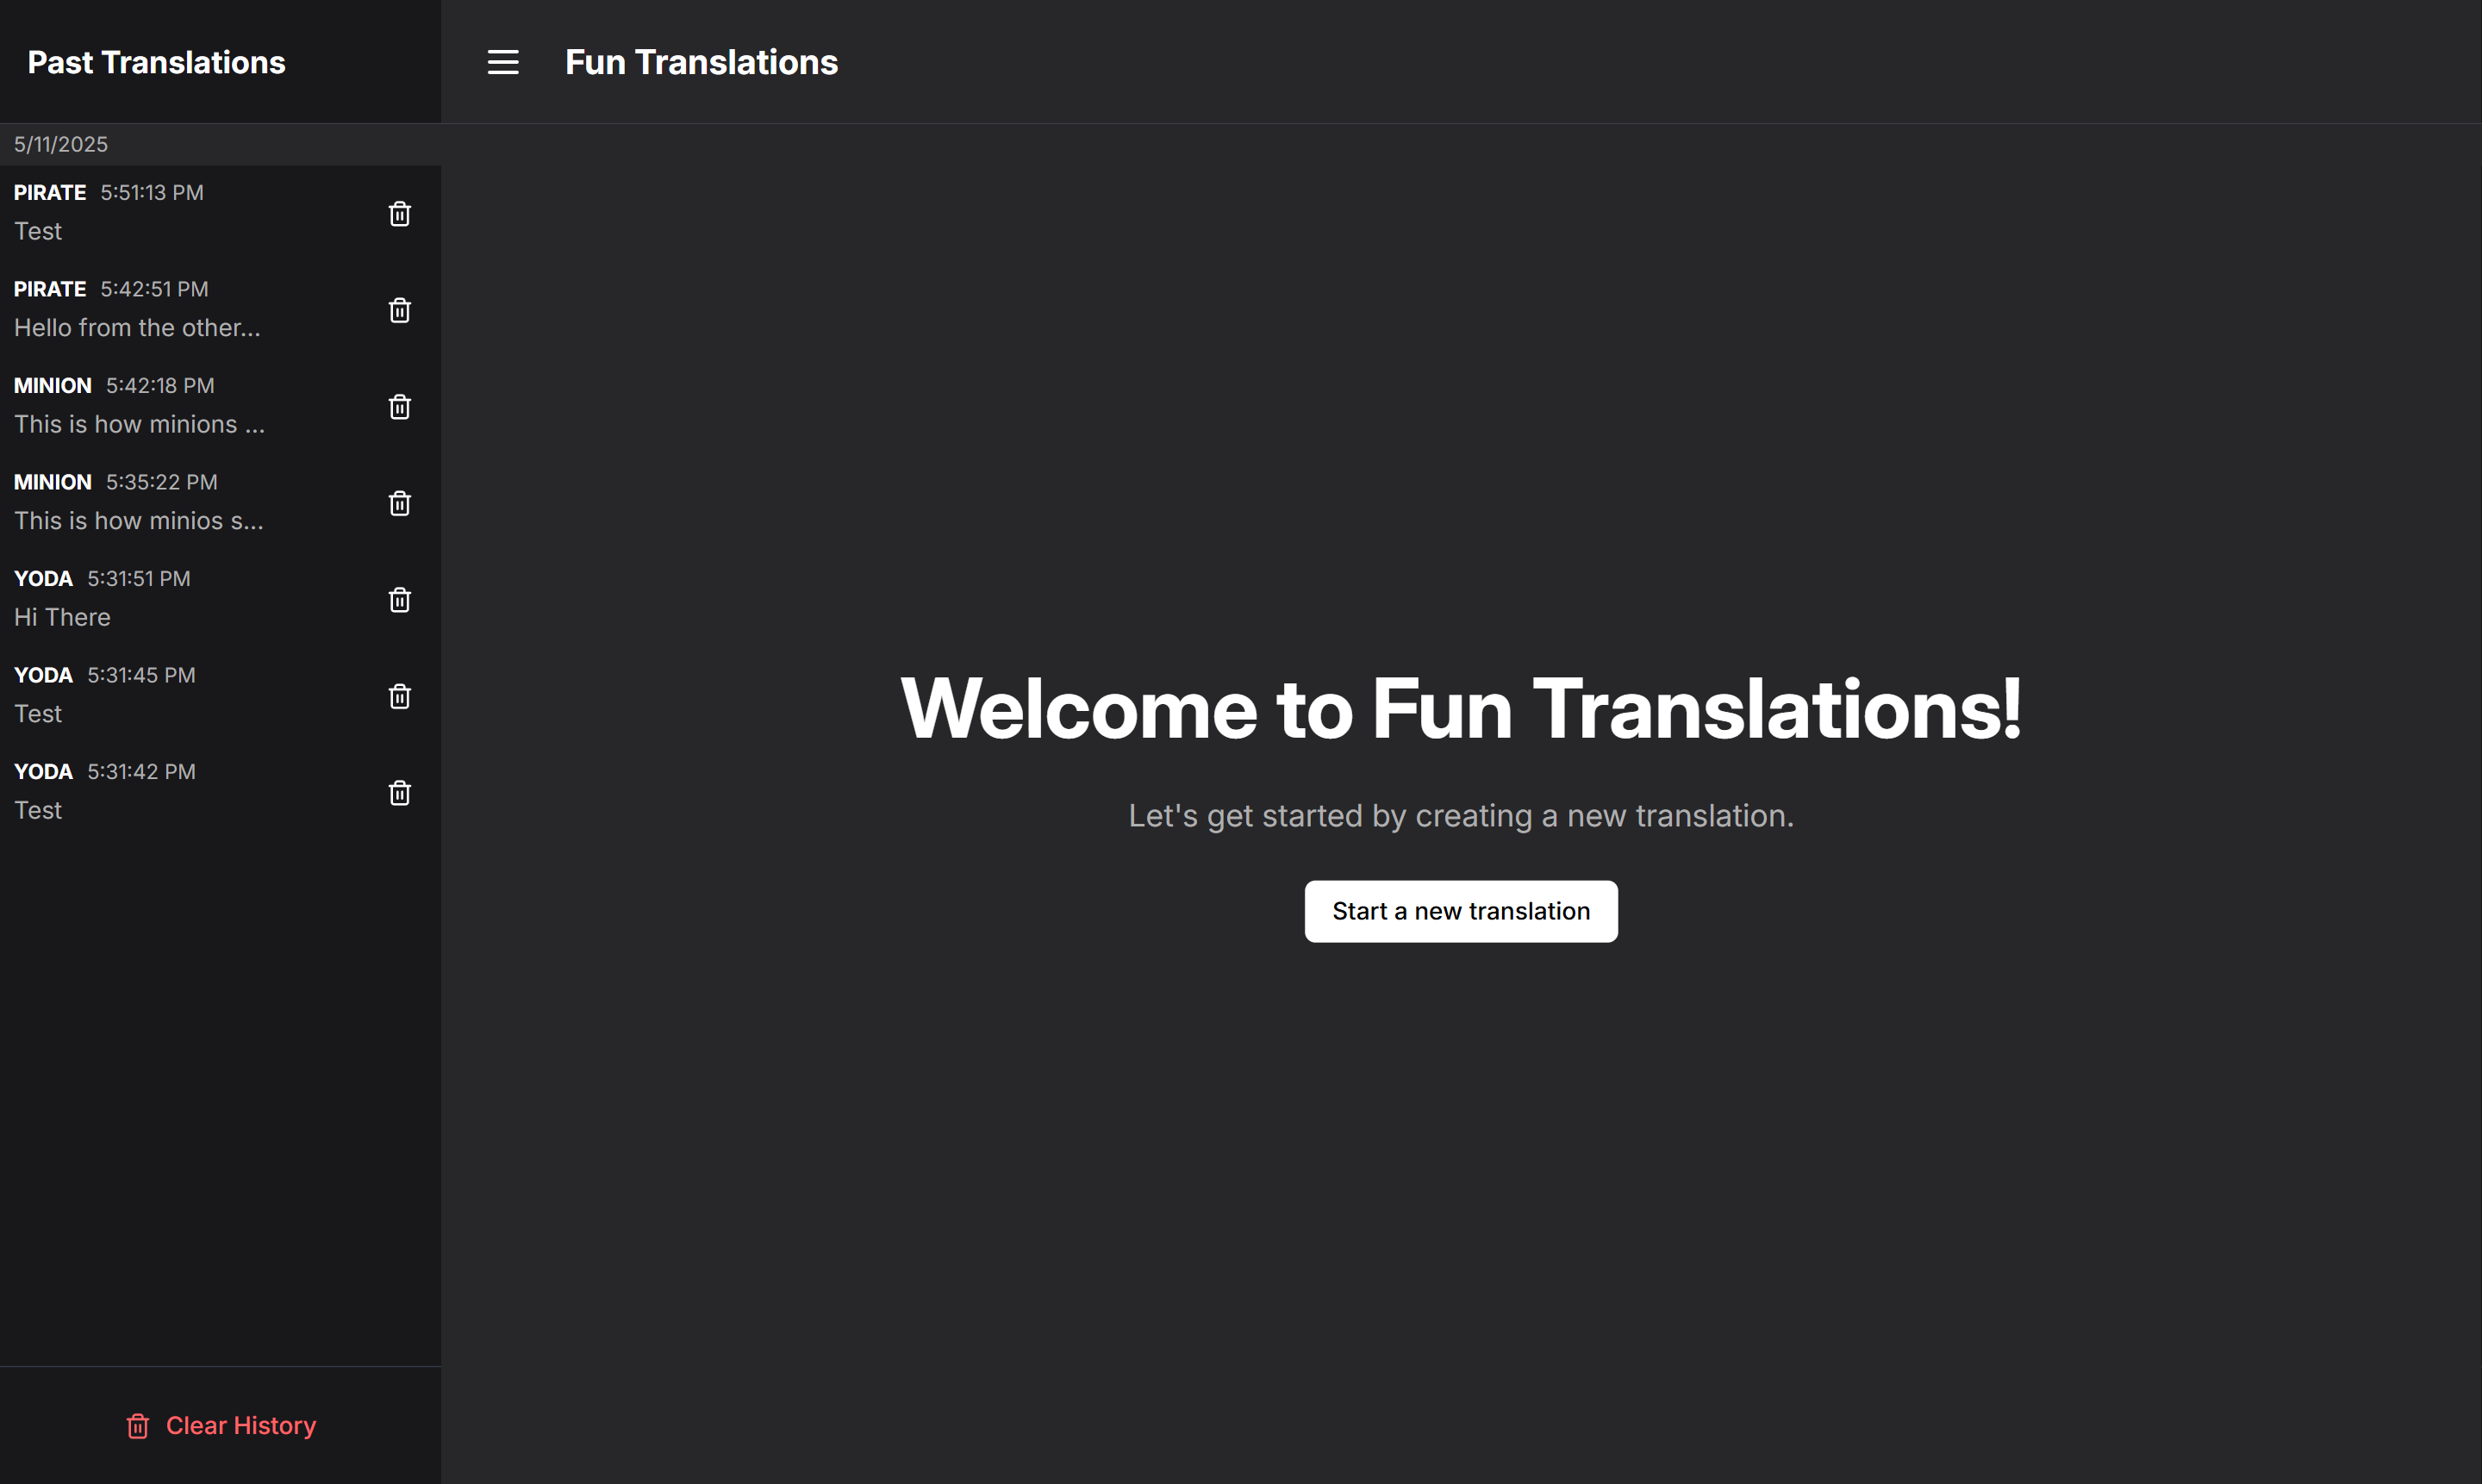 Past Translations
Fun Translations
5/11/2025
PIRATE 5:51:13 PM
Test
PIRATE 5:42:51 PM
Hello from the other...
MINION 5:42:18 PM
This is how minions ...
MINION 5:35:22 PM
This is how minios s...
YODA 5:31:51 PM
Hi There
YODA 5:31:45 PM
Test
YODA 5:31:42 PM
Test
Clear History
Welcome to Fun Translations!
Let's get started by creating a new translation.
Start a new translation